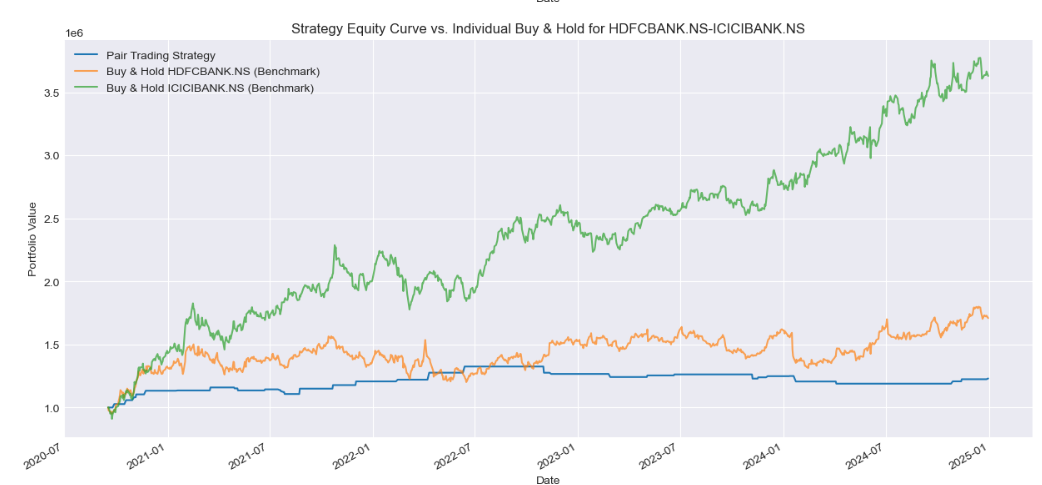 Date
Strategy Equity Curve vs. Individual Buy & Hold for HDFCBANK.NS-ICICIBANK.NS
1e6
Pair Trading Strategy
Buy & Hold HDFCBANK.NS (Benchmark)
Buy & Hold ICICIBANK.NS (Benchmark)
3.5
3.0
2.5
2.0
1.5
1.0
Portfolio Value
2020-07
2021-01
2021-07
2022-01
2022-07
2023-01
2023-07
2024-01
2024-07
2025-01
Date